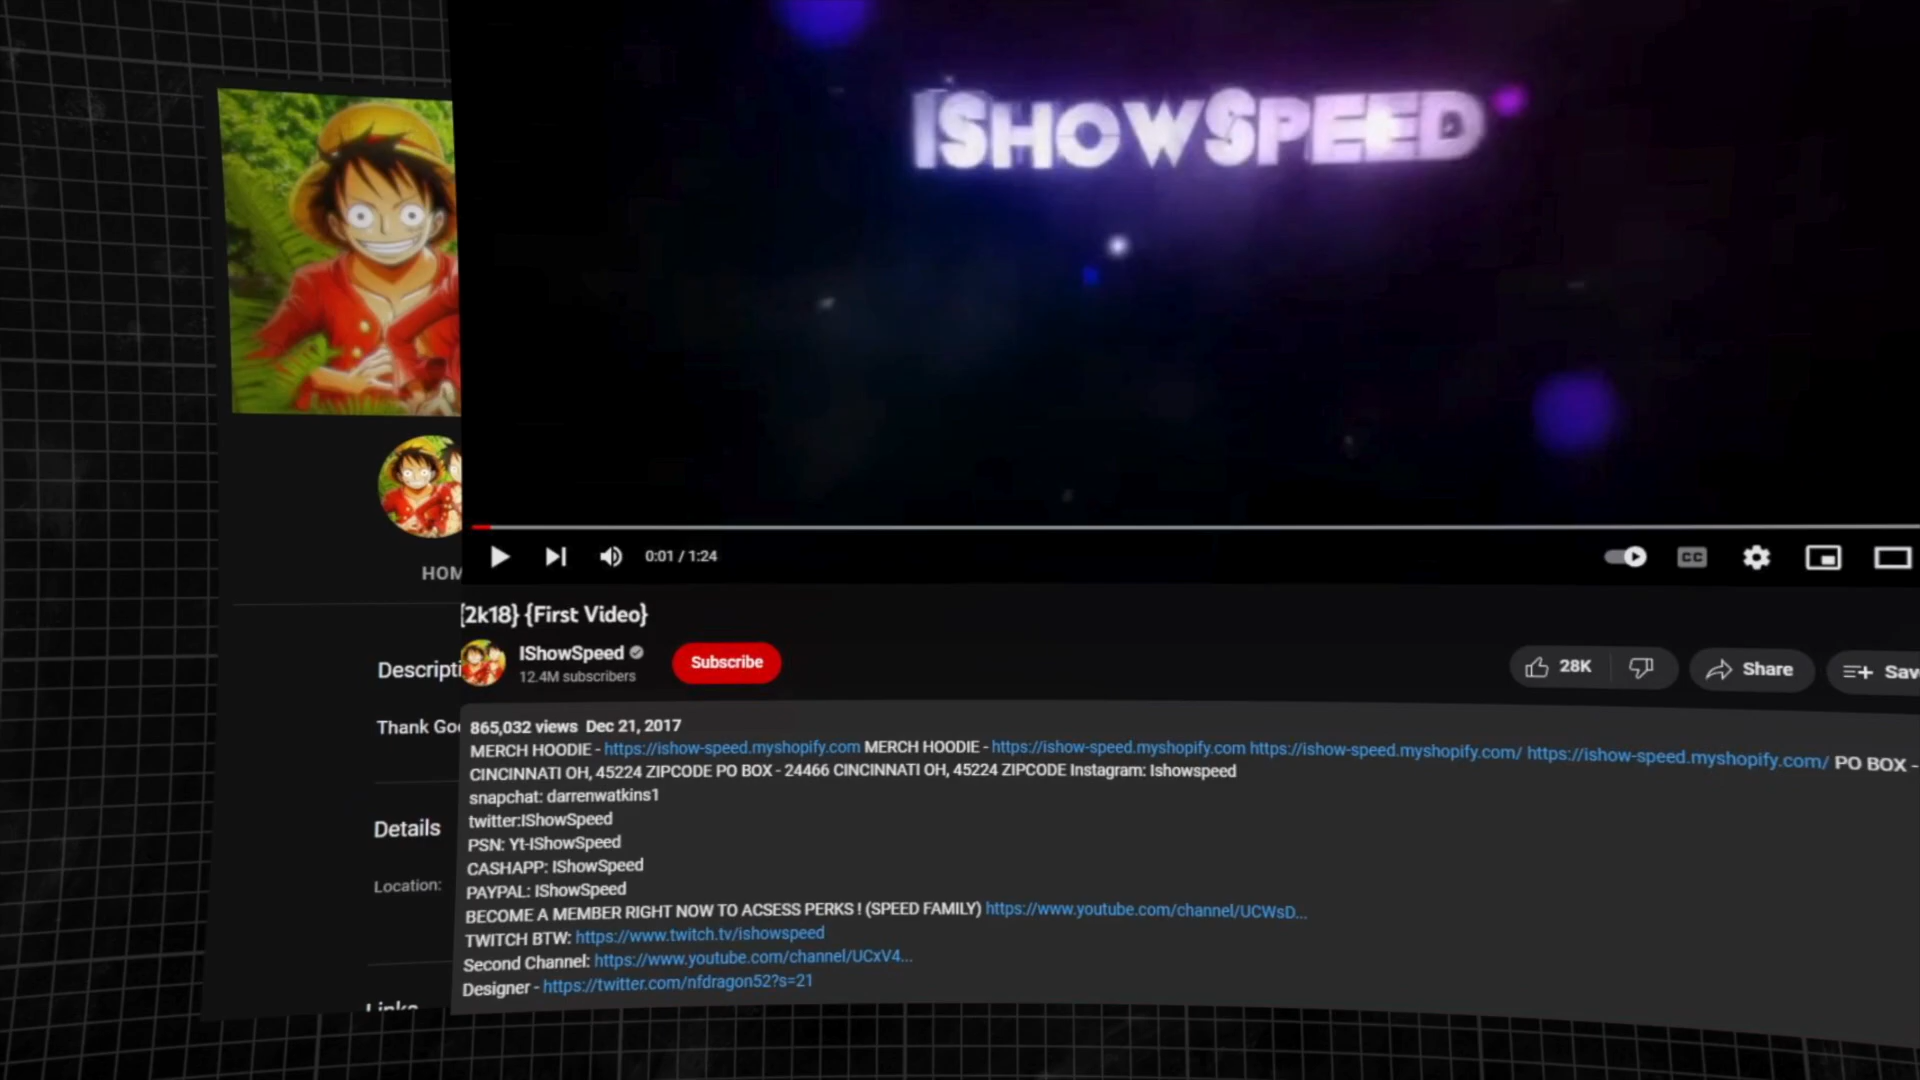 ISHOWSPEED
0:01 / 1:24
CC
HOM
{2k18} {First Video}
IShowSpeed
12.4M subscribers
Subscribe
28K
Share
Save
Descripti
Thank Goo
Details
Location:
Links
865,032 views Dec 21, 2017
MERCH HOODIE - https://ishow-speed.myshopify.com MERCH HOODIE - https://ishow-speed.myshopify.com https://ishow-speed.myshopify.com/ https://ishow-speed.myshopify.com/ PO BOX -
CINCINNATI OH, 45224 ZIPCODE PO BOX - 24466 CINCINNATI OH, 45224 ZIPCODE Instagram: Ishowspeed
snapchat: darrenwatkins1
twitter:IShowSpeed
PSN: Yt-IShowSpeed
CASHAPP: IShowSpeed
PAYPAL: IShowSpeed
BECOME A MEMBER RIGHT NOW TO ACSESS PERKS ! (SPEED FAMILY) https://www.youtube.com/channel/UCWsD...
TWITCH BTW: https://www.twitch.tv/ishowspeed
Second Channel: https://www.youtube.com/channel/UCxV4...
Designer - https://twitter.com/nfdragon52?s=21